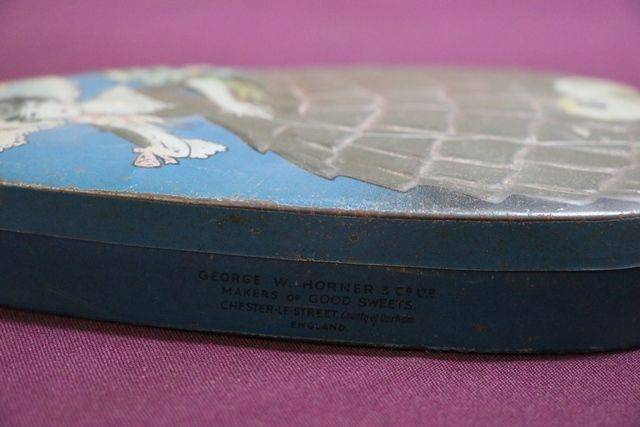 GEORGE W. HORNER & Cº LTD
MAKERS OF GOOD SWEETS.
CHESTER-LE-STREET, County of Durham.
ENGLAND.